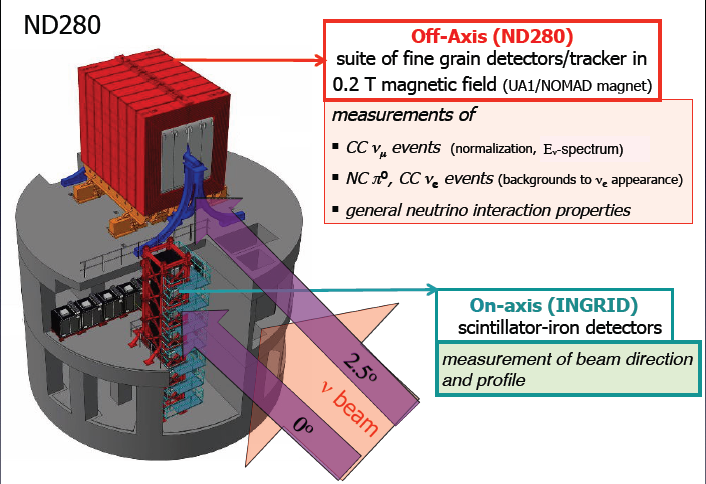 ND280
Off-Axis (ND280)
suite of fine grain detectors/tracker in
0.2 T magnetic field (UA1/NOMAD magnet)
measurements of
▪ CC νμ events (normalization, Eν-spectrum)
▪ NC π⁰, CC νe events (backgrounds to νe appearance)
▪ general neutrino interaction properties
On-axis (INGRID)
scintillator-iron detectors
measurement of beam direction
and profile
2.5º
ν beam
0º